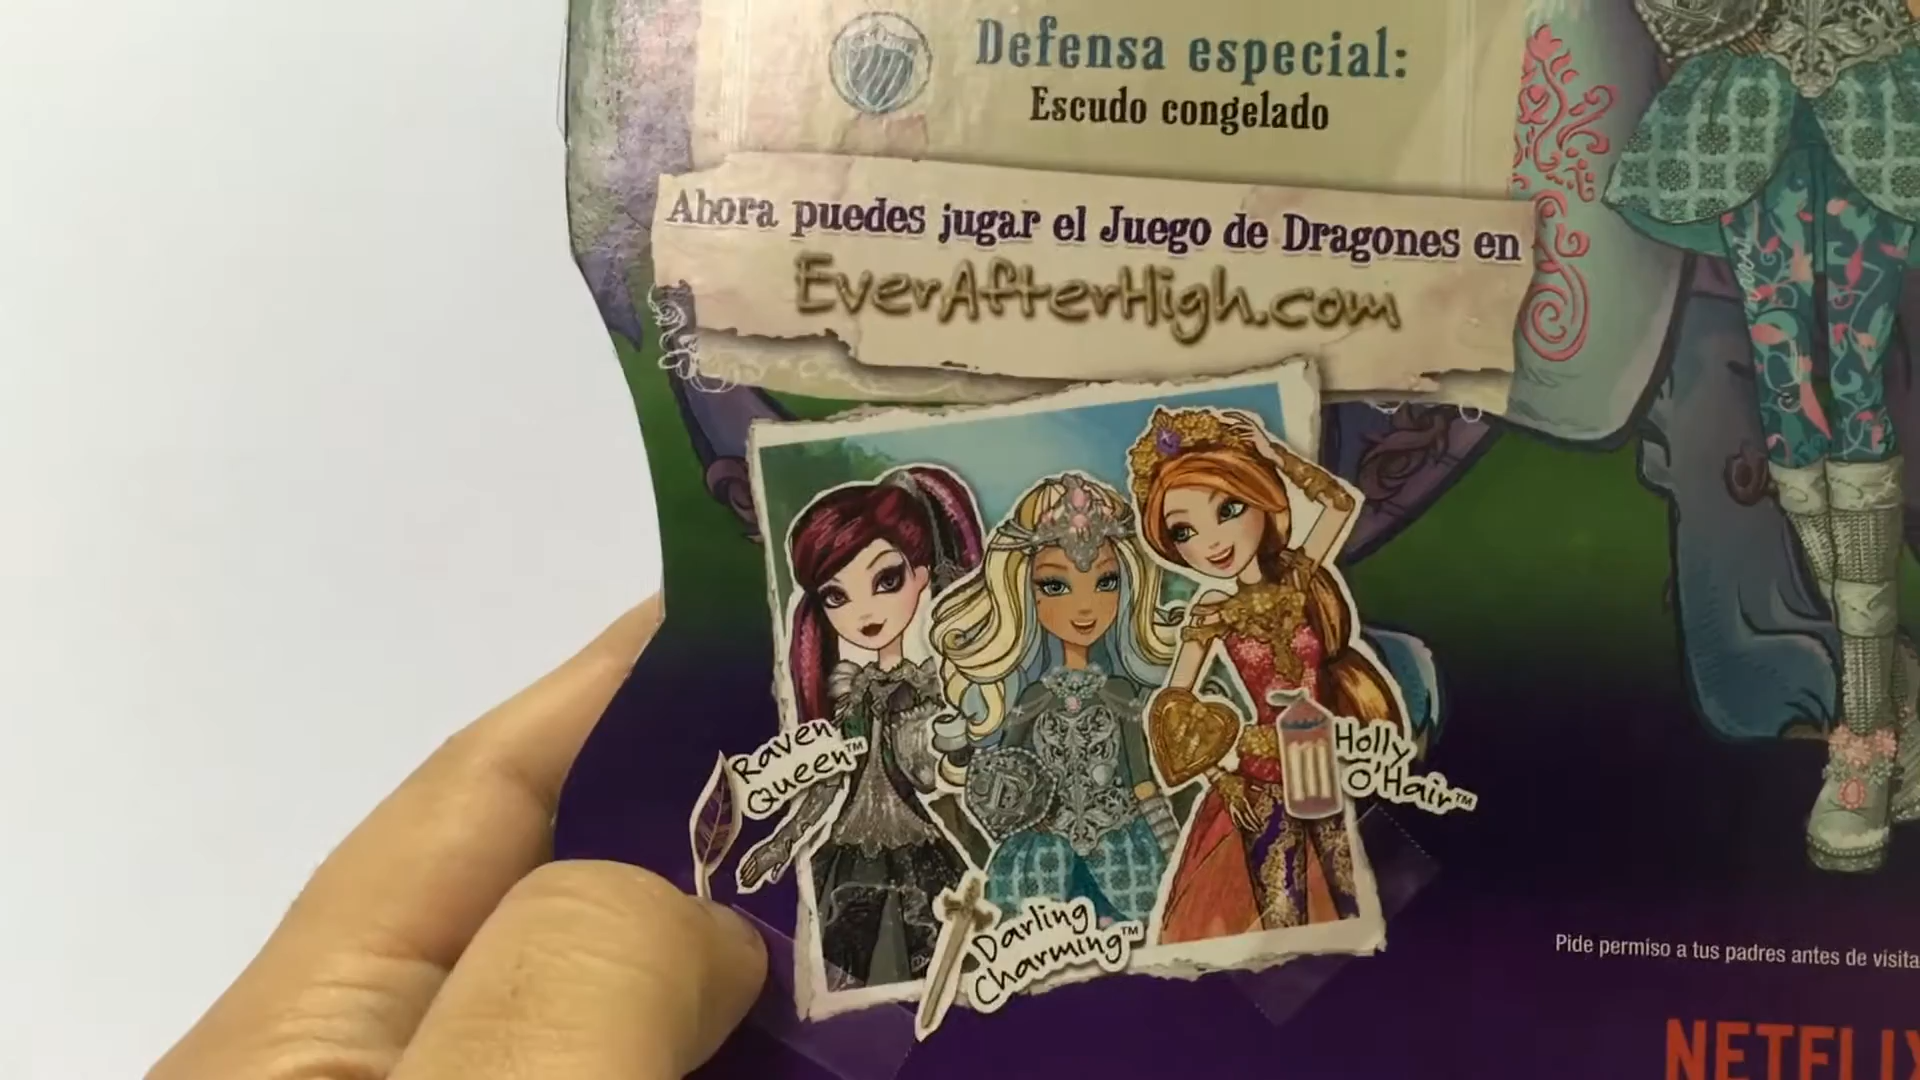 Defensa especial:
Escudo congelado
Ahora puedes jugar el Juego de Dragones en
EverAfterHigh.com
Raven
Queen™
Holly
O'Hair™
Darling
Charming™
Pide permiso a tus padres antes de visita
NETFLIX